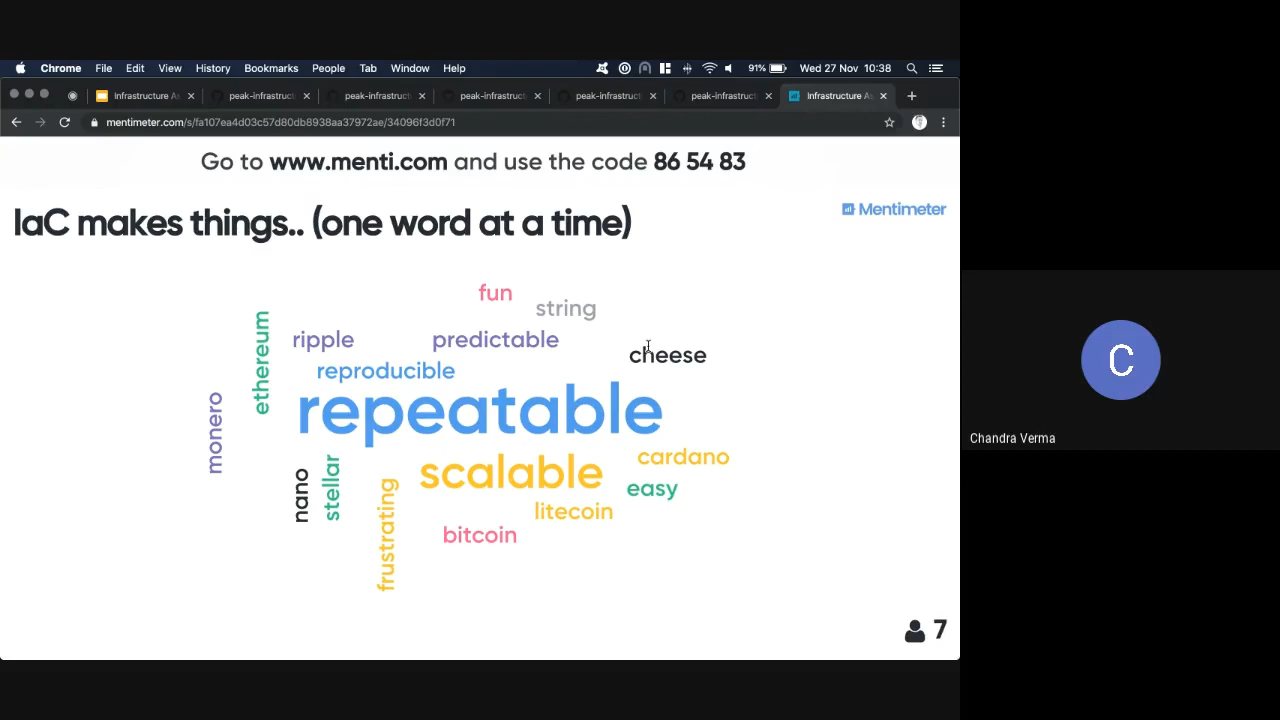 Chrome File Edit View History Bookmarks People Tab Window Help 91% Wed 27 Nov 10:38
Infrastructure As peak-infrastruct peak-infrastruct peak-infrastruct peak-infrastruct peak-infrastruct Infrastructure As
mentimeter.com/s/fa107ea4d03c57d80db8938aa37972ae/34096f3d0f71
Go to www.menti.com and use the code 86 54 83
IaC makes things.. (one word at a time)
Mentimeter
fun
string
ripple
predictable
cheese
ethereum
reproducible
repeatable
monero
scalable
cardano
nano
stellar
easy
frustrating
litecoin
bitcoin
7
C
Chandra Verma